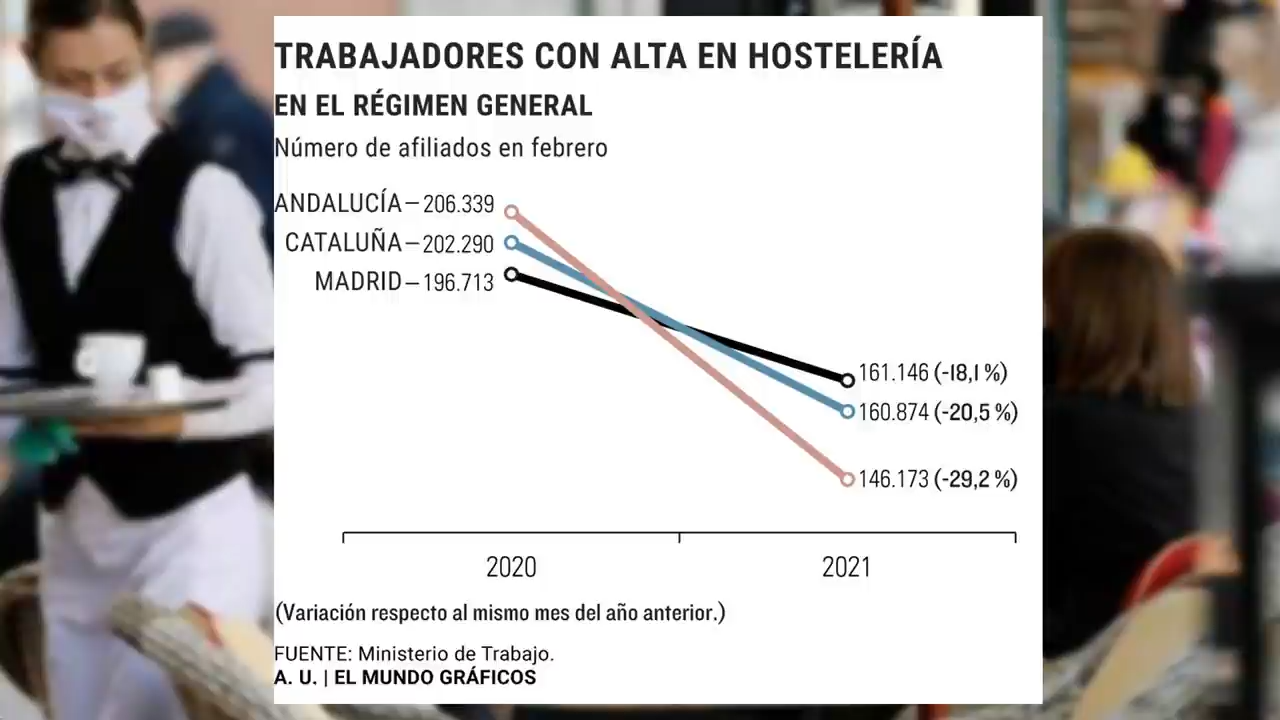 TRABAJADORES CON ALTA EN HOSTELERÍA
EN EL RÉGIMEN GENERAL
Número de afiliados en febrero
ANDALUCÍA – 206.339
CATALUÑA – 202.290
MADRID – 196.713
161.146 (-18,1 %)
160.874 (-20,5 %)
146.173 (-29,2 %)
2020 2021
(Variación respecto al mismo mes del año anterior.)
FUENTE: Ministerio de Trabajo.
A. U. | EL MUNDO GRÁFICOS